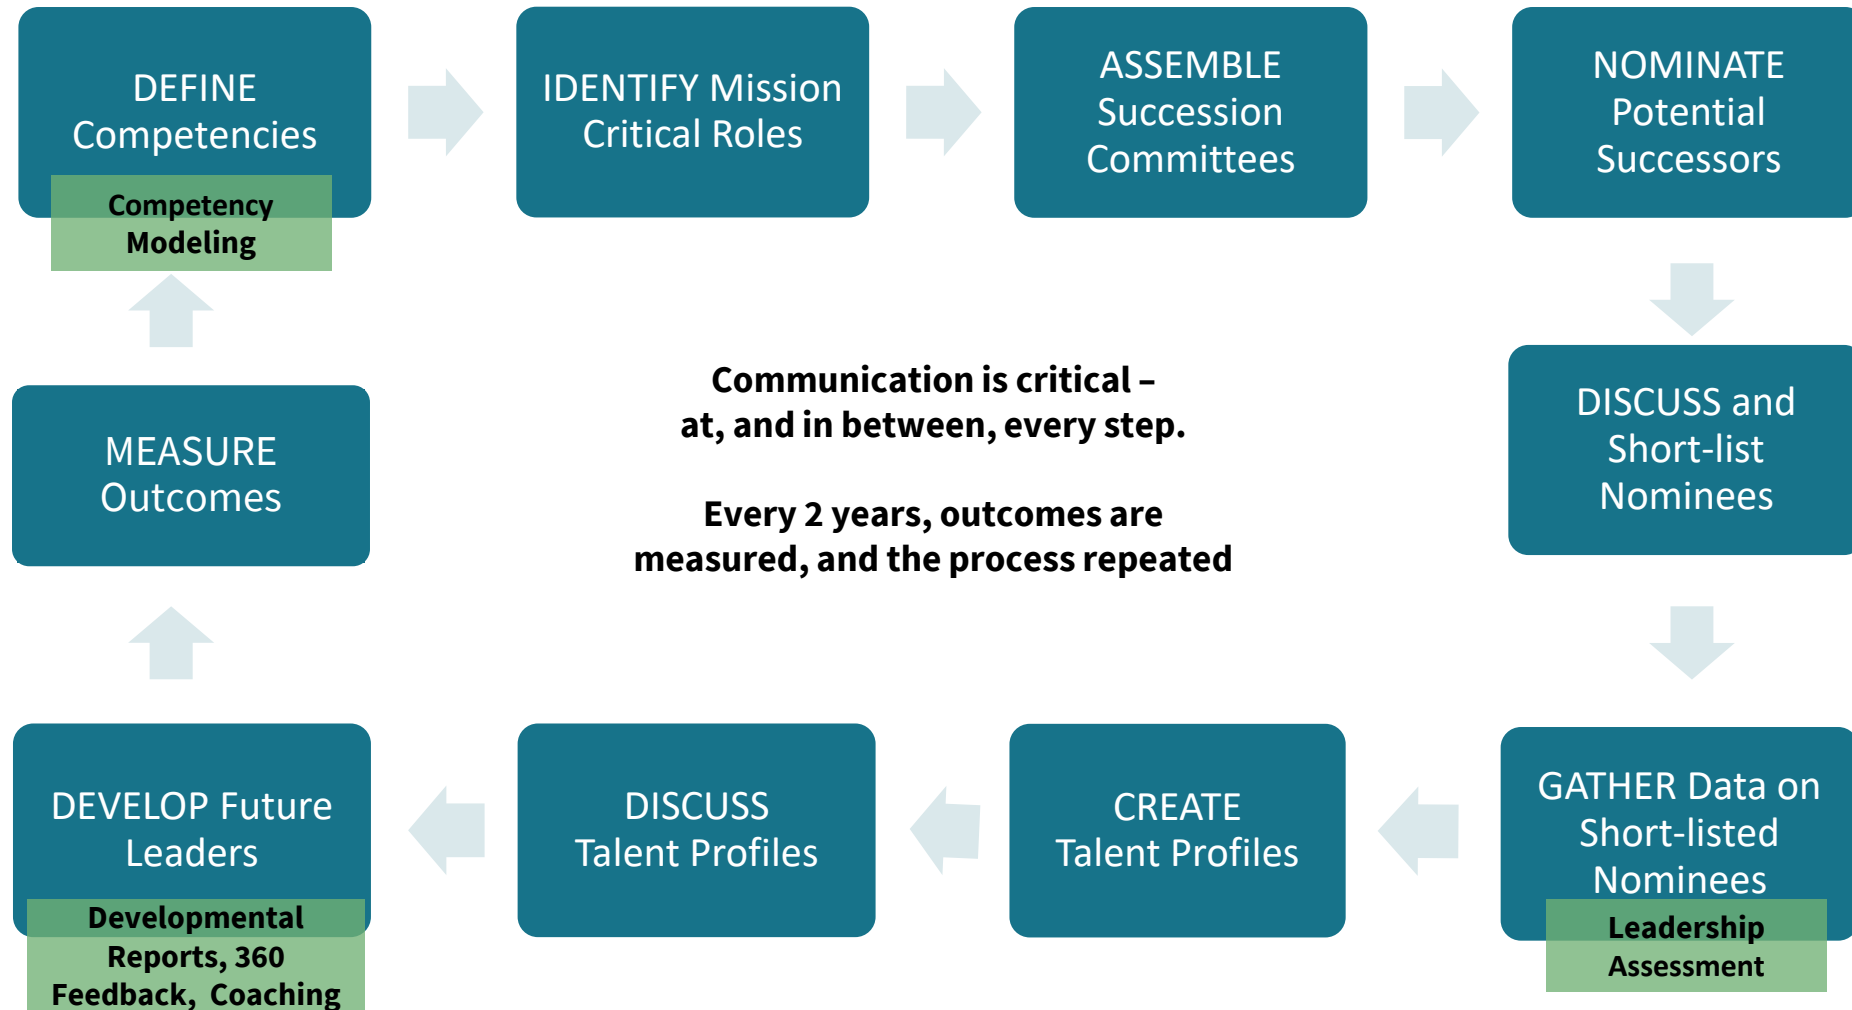 DEFINE
Competencies
Competency
Modeling
IDENTIFY Mission
Critical Roles
ASSEMBLE
Succession
Committees
NOMINATE
Potential
Successors
DISCUSS and
Short-list
Nominees
GATHER Data on
Short-listed
Nominees
Leadership
Assessment
CREATE
Talent Profiles
DISCUSS
Talent Profiles
DEVELOP Future
Leaders
Developmental
Reports, 360
Feedback, Coaching
MEASURE
Outcomes
Communication is critical –
at, and in between, every step.
Every 2 years, outcomes are
measured, and the process repeated